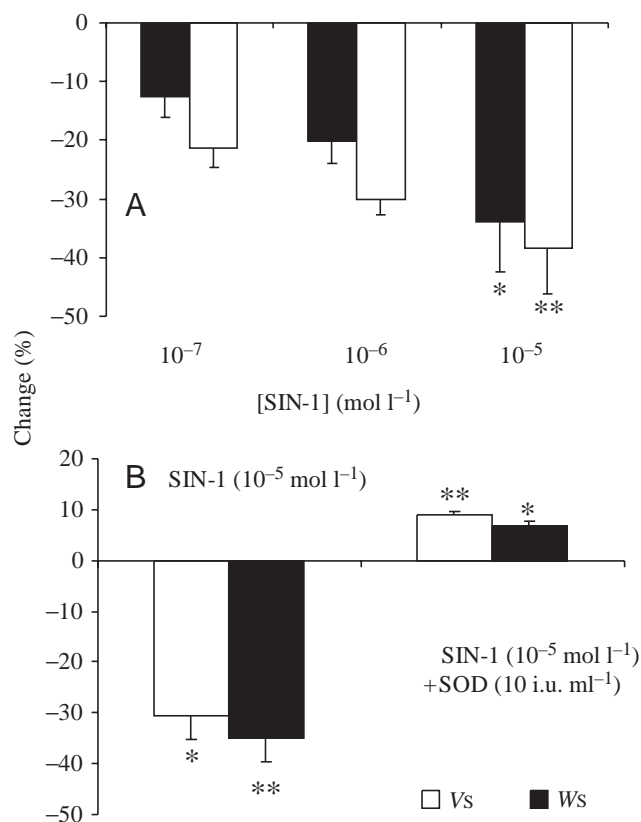 0
−10
−20
A
−30
−40
* **
−50
10⁻⁷ 10⁻⁶ 10⁻⁵
[SIN-1] (mol l⁻¹)
Change (%)
20
B SIN-1 (10⁻⁵ mol l⁻¹)
** *
10
0
−10
−20
SIN-1 (10⁻⁵ mol l⁻¹)
+SOD (10 i.u. ml⁻¹)
−30
* **
−40
−50
Vs Ws